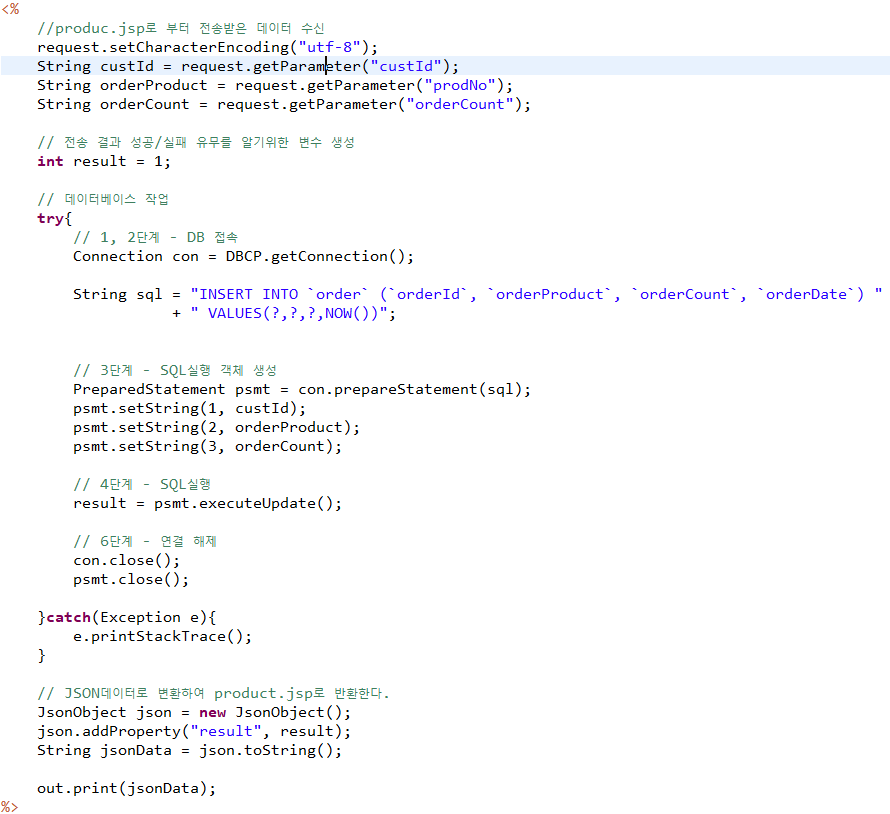 <%
//produc.jsp로 부터 전송받은 데이터 수신
request.setCharacterEncoding("utf-8");
String custId = request.getParameter("custId");
String orderProduct = request.getParameter("prodNo");
String orderCount = request.getParameter("orderCount");
// 전송 결과 성공/실패 유무를 알기위한 변수 생성
int result = 1;
// 데이터베이스 작업
try{
// 1, 2단계 - DB 접속
Connection con = DBCP.getConnection();
String sql = "INSERT INTO `order` (`orderId`, `orderProduct`, `orderCount`, `orderDate`) "
+ " VALUES(?,?,?,NOW())";
// 3단계 - SQL실행 객체 생성
PreparedStatement psmt = con.prepareStatement(sql);
psmt.setString(1, custId);
psmt.setString(2, orderProduct);
psmt.setString(3, orderCount);
// 4단계 - SQL실행
result = psmt.executeUpdate();
// 6단계 - 연결 해제
con.close();
psmt.close();
}catch(Exception e){
e.printStackTrace();
}
// JSON데이터로 변환하여 product.jsp로 반환한다.
JsonObject json = new JsonObject();
json.addProperty("result", result);
String jsonData = json.toString();
out.print(jsonData);
%>